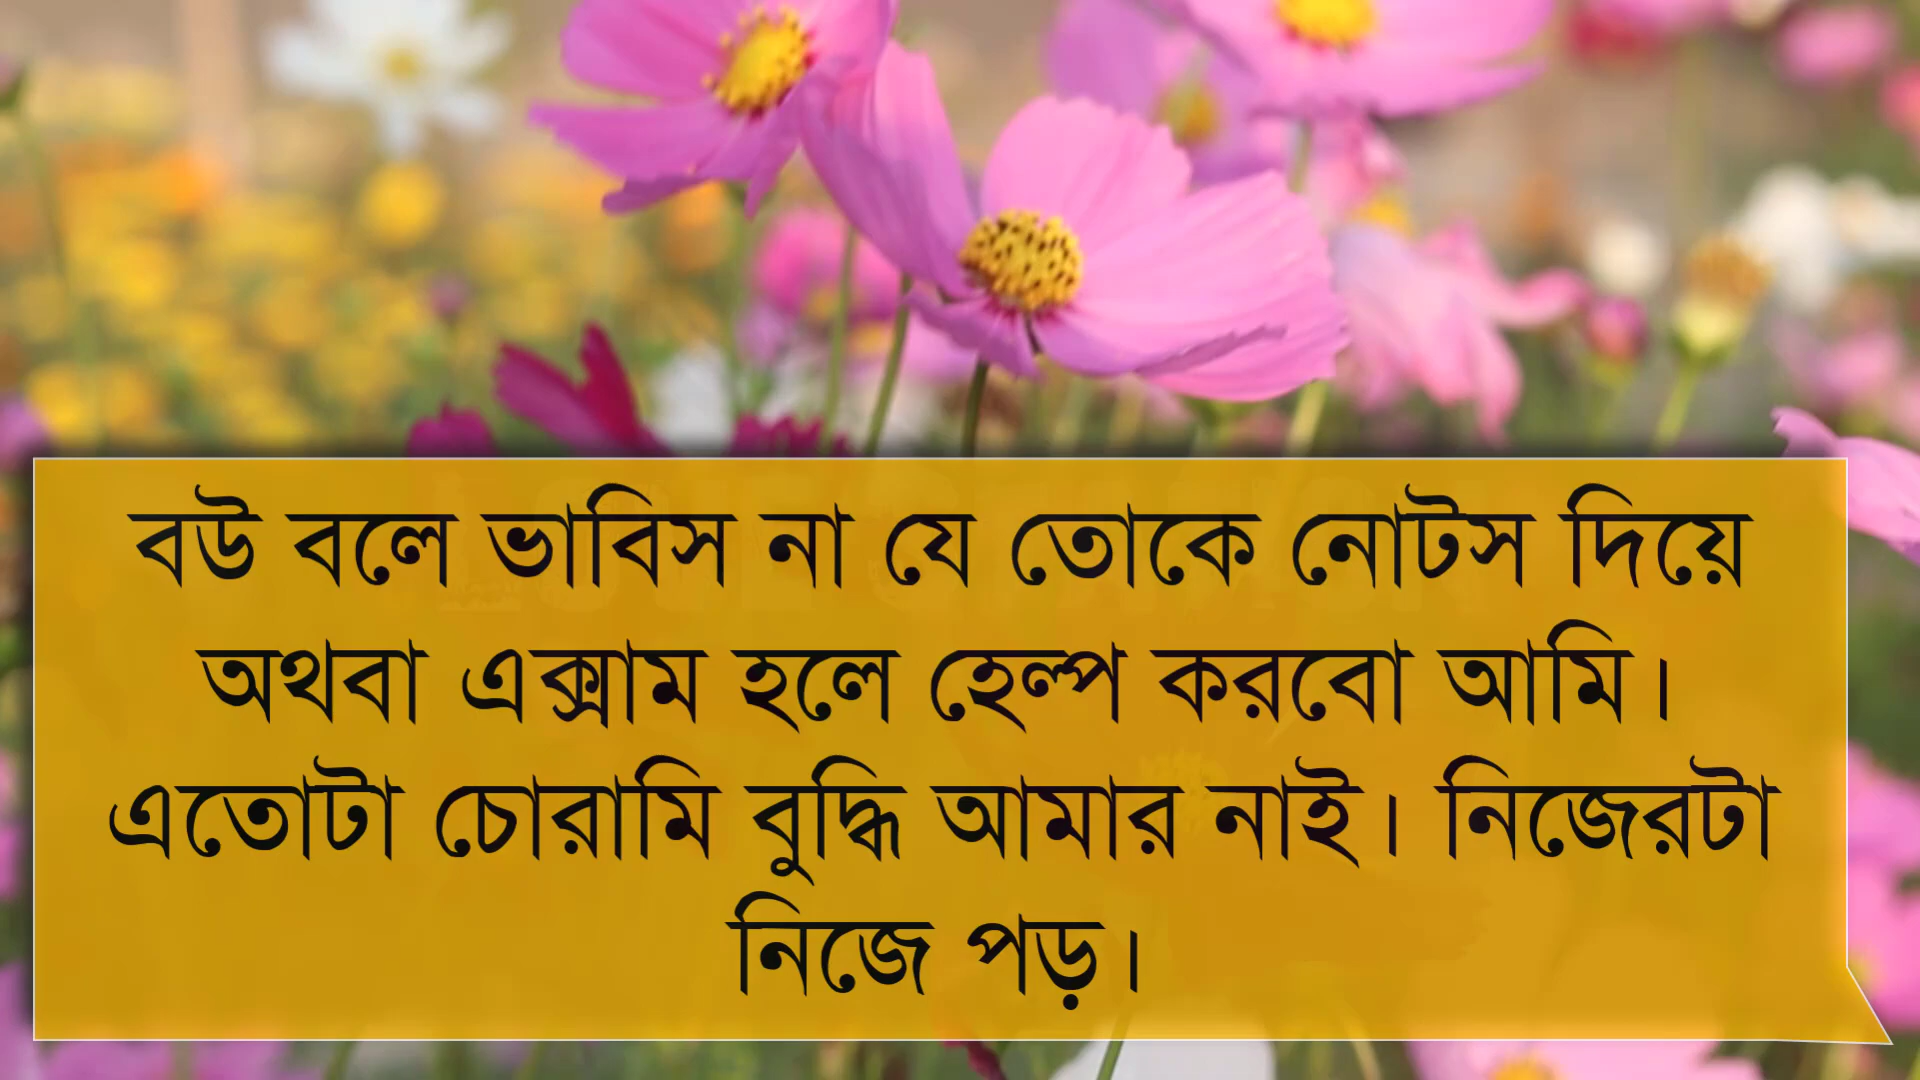 বউ বলে ভাবিস না যে তোকে নোটস দিয়ে
অথবা এক্সাম হলে হেল্প করবো আমি।
এতোটা চোরামি বুদ্ধি আমার নাই। নিজেরটা
নিজে পড়।